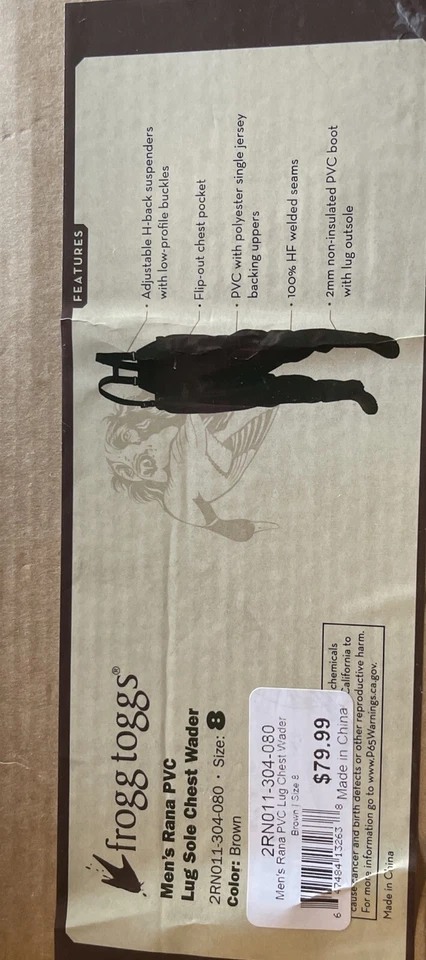 frogg toggs®
Men's Rana PVC
Lug Sole Chest Wader
2RN011-304-080 · Size: 8
Color: Brown
2RN011-304-080
Men's Rana PVC Lug Chest Wader
Brown | Size 8
$79.99
6 47484 13263 8
Made in China
chemicals
California to
cause cancer and birth defects or other reproductive harm.
For more information go to www.P65Warnings.ca.gov.
Made in China
FEATURES
• Adjustable H-back suspenders
with low-profile buckles
• Flip-out chest pocket
• PVC with polyester single jersey
backing uppers
• 100% HF welded seams
• 2mm non-insulated PVC boot
with lug outsole